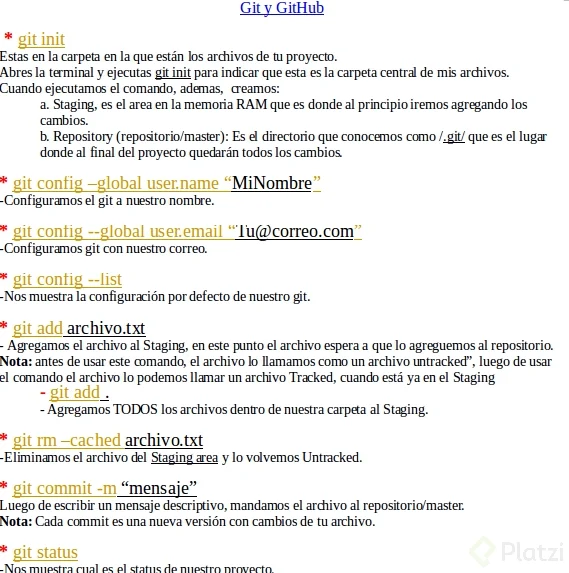 Git y GitHub
* git init
Estas en la carpeta en la que están los archivos de tu proyecto.
Abres la terminal y ejecutas git init para indicar que esta es la carpeta central de mis archivos.
Cuando ejecutamos el comando, ademas, creamos:
a. Staging, es el area en la memoria RAM que es donde al principio iremos agregando los
cambios.
b. Repository (repositorio/master): Es el directorio que conocemos como /.git/ que es el lugar
donde al final del proyecto quedarán todos los cambios.
* git config –global user.name “MiNombre”
-Configuramos el git a nuestro nombre.
* git config --global user.email “Tu@correo.com”
-Configuramos git con nuestro correo.
* git config --list
-Nos muestra la configuración por defecto de nuestro git.
* git add archivo.txt
- Agregamos el archivo al Staging, en este punto el archivo espera a que lo agreguemos al repositorio.
Nota: antes de usar este comando, el archivo lo llamamos como un archivo untracked”, luego de usar
el comando el archivo lo podemos llamar un archivo Tracked, cuando está ya en el Staging
- git add .
- Agregamos TODOS los archivos dentro de nuestra carpeta al Staging.
* git rm –cached archivo.txt
-Eliminamos el archivo del Staging area y lo volvemos Untracked.
* git commit -m “mensaje”
Luego de escribir un mensaje descriptivo, mandamos el archivo al repositorio/master.
Nota: Cada commit es una nueva versión con cambios de tu archivo.
* git status
-Nos muestra cual es el status de nuestro proyecto.
Platzi